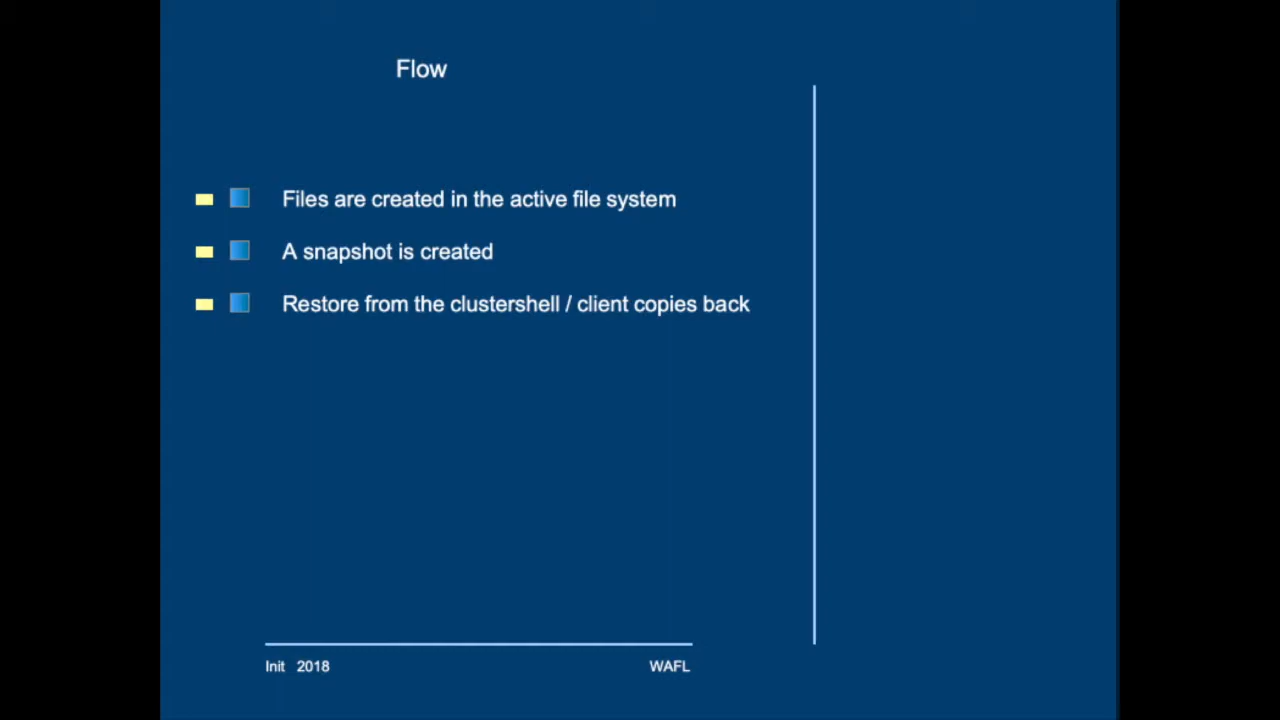 Flow
Files are created in the active file system
A snapshot is created
Restore from the clustershell / client copies back
Init 2018
WAFL